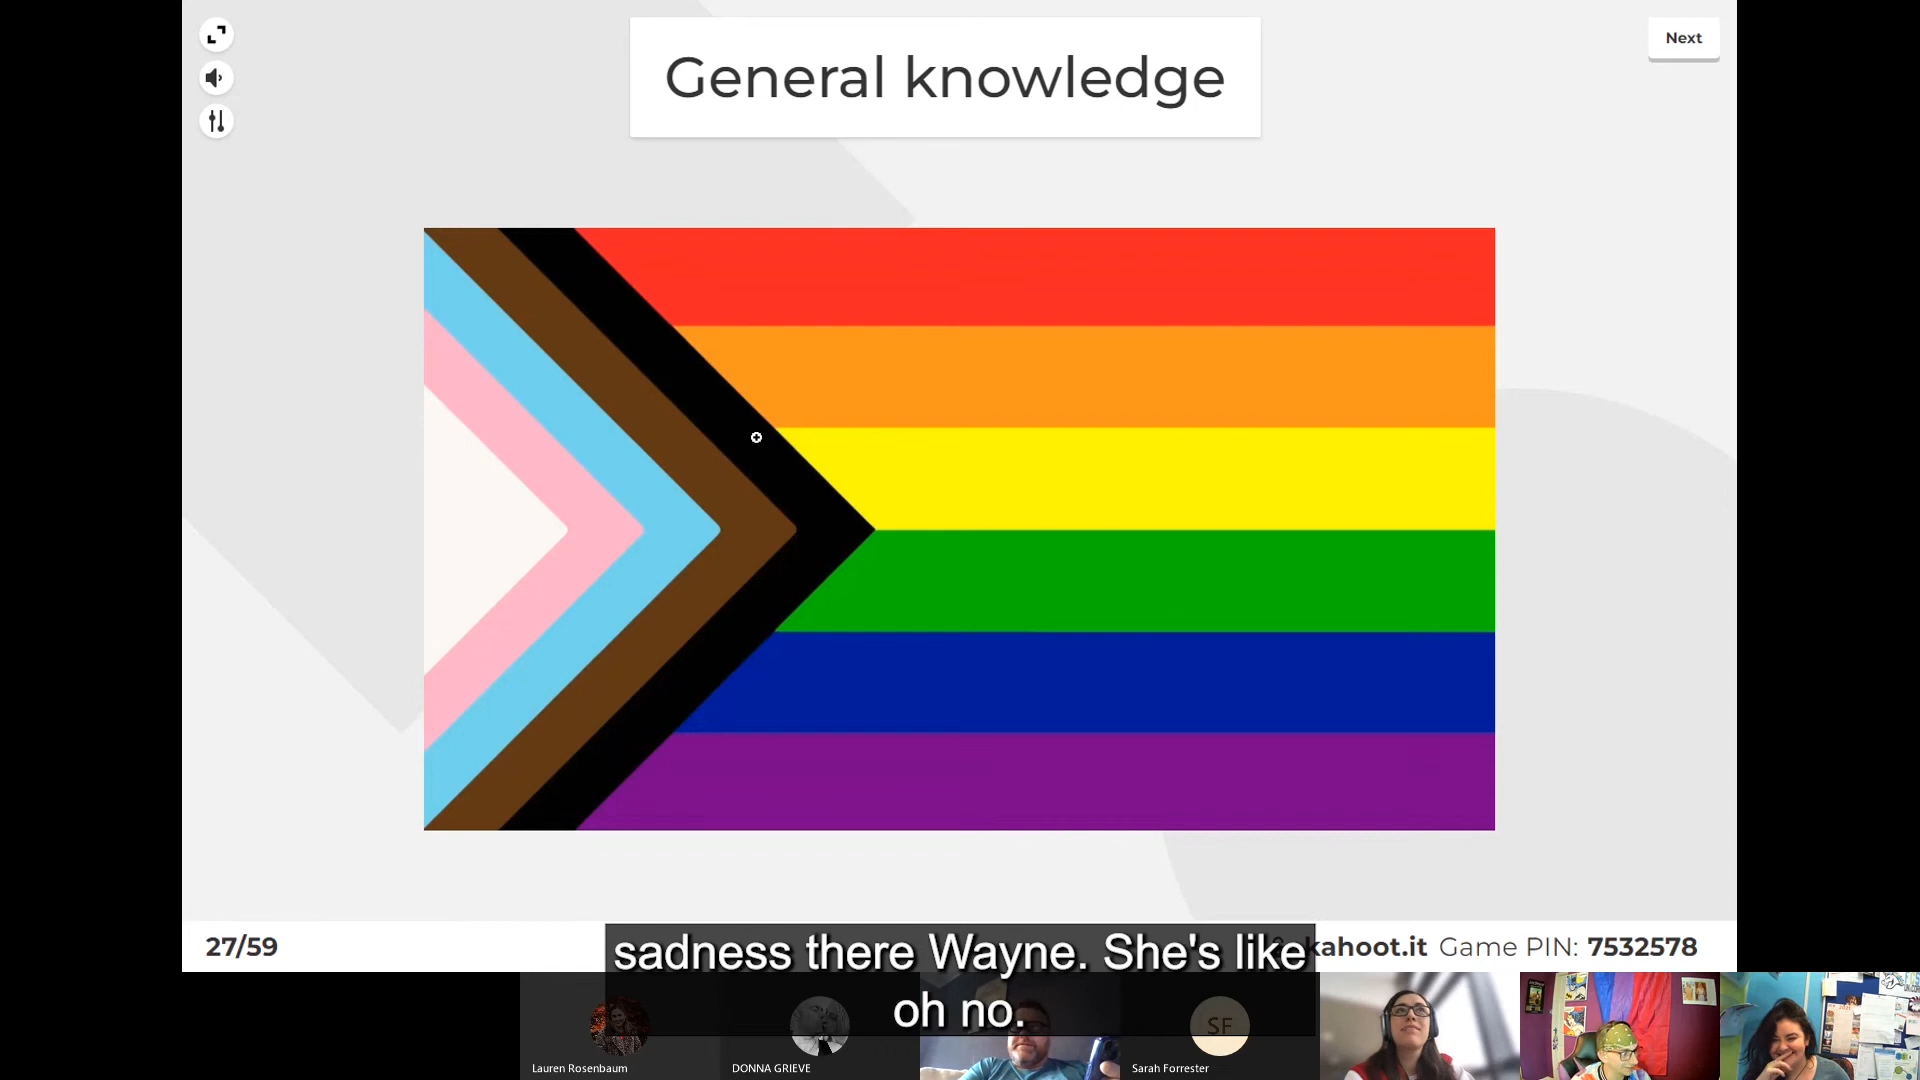 General knowledge
Next
27/59
kahoot.it Game PIN: 7532578
sadness there Wayne. She's like
oh no.
SF
Lauren Rosenbaum
DONNA GRIEVE
Sarah Forrester